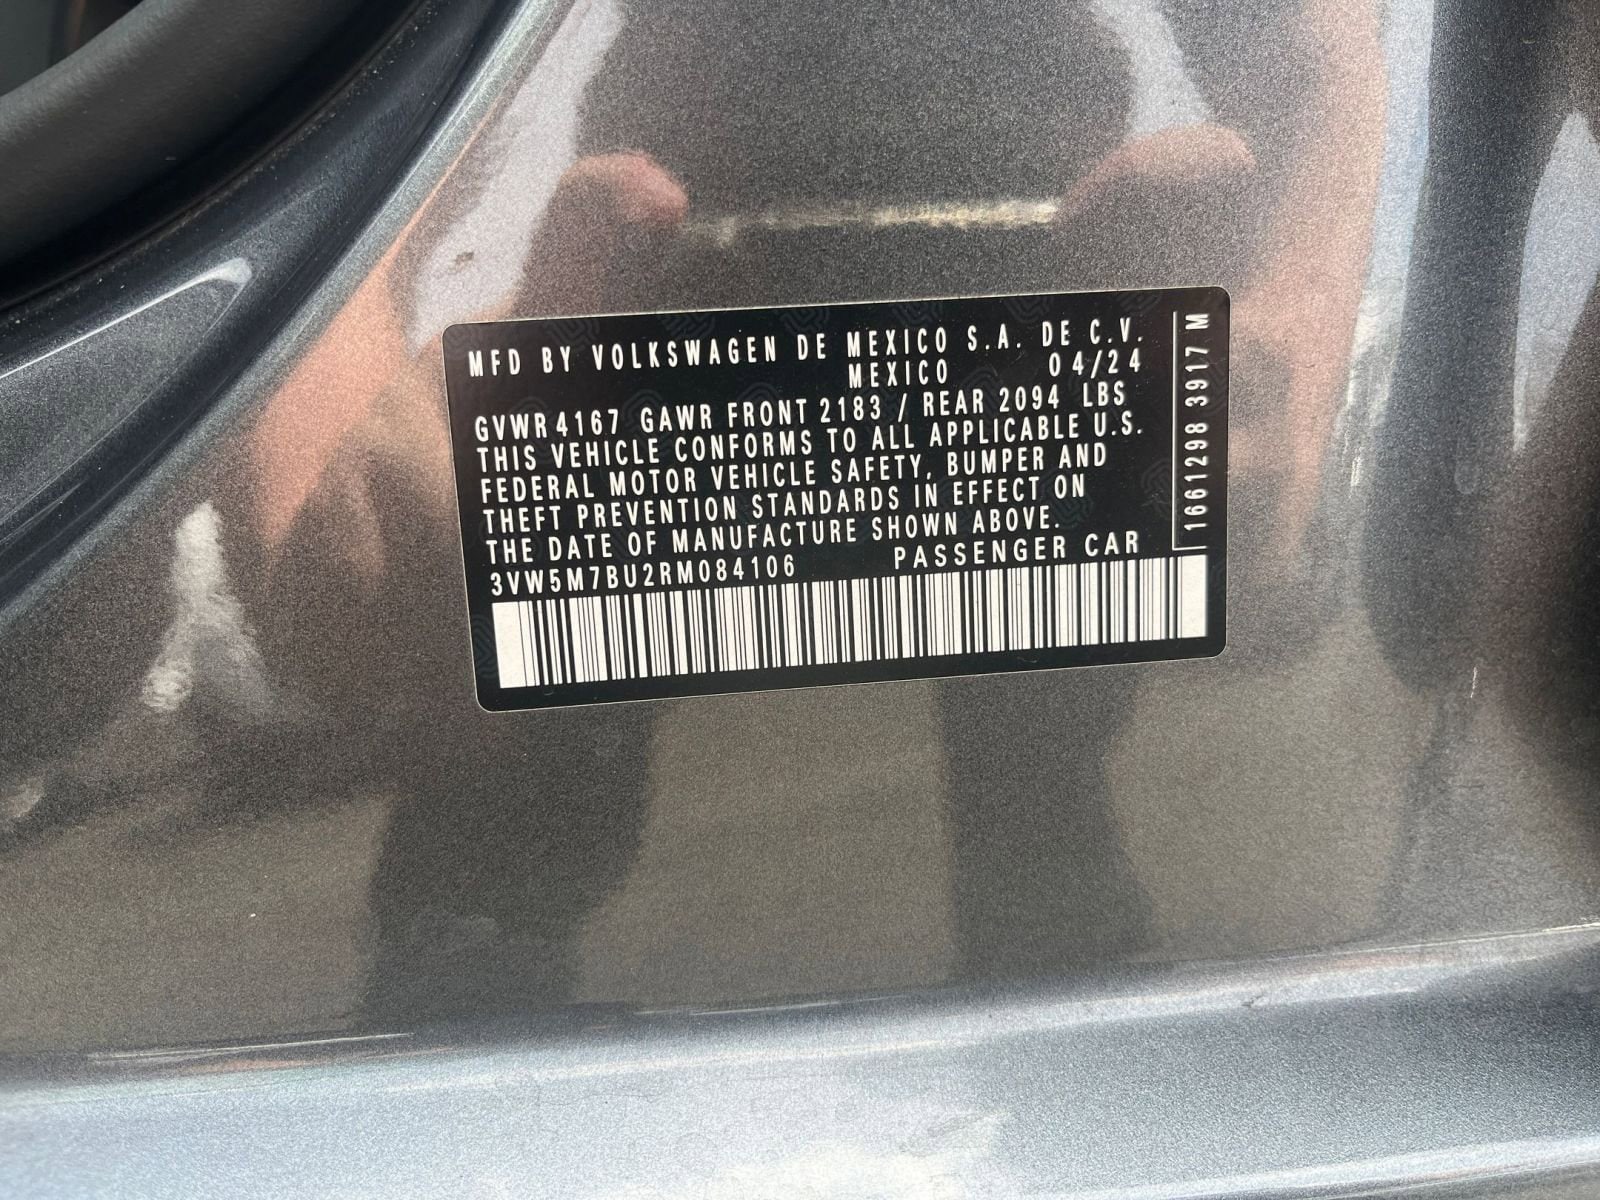 MFD BY VOLKSWAGEN DE MEXICO S.A. DE C.V.
MEXICO 04/24
GVWR 4167 GAWR FRONT 2183 / REAR 2094 LBS
THIS VEHICLE CONFORMS TO ALL APPLICABLE U.S.
FEDERAL MOTOR VEHICLE SAFETY, BUMPER AND
THEFT PREVENTION STANDARDS IN EFFECT ON
THE DATE OF MANUFACTURE SHOWN ABOVE.
3VW5M7BU2RM084106 PASSENGER CAR
1661298 3917 M